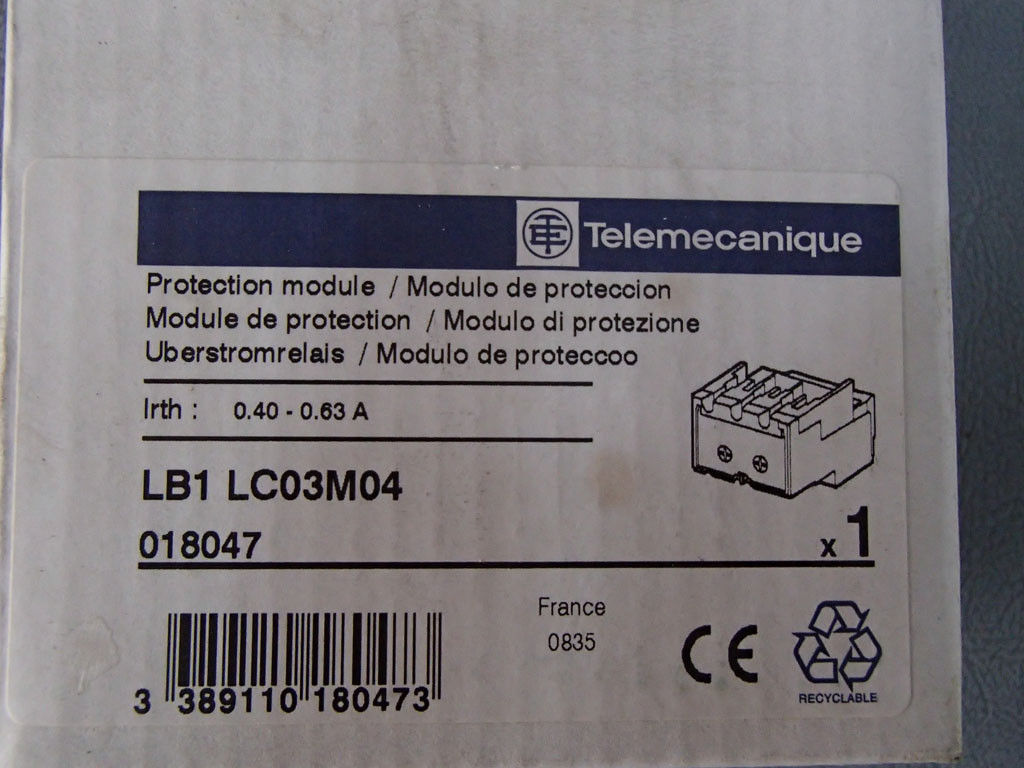 Telemecanique
Protection module / Modulo de proteccion
Module de protection / Modulo di protezione
Uberstromrelais / Modulo de proteccoo
Irth : 0.40 - 0.63 A
LB1 LC03M04
018047
x 1
France
0835
CE
RECYCLABLE
3 389110 180473